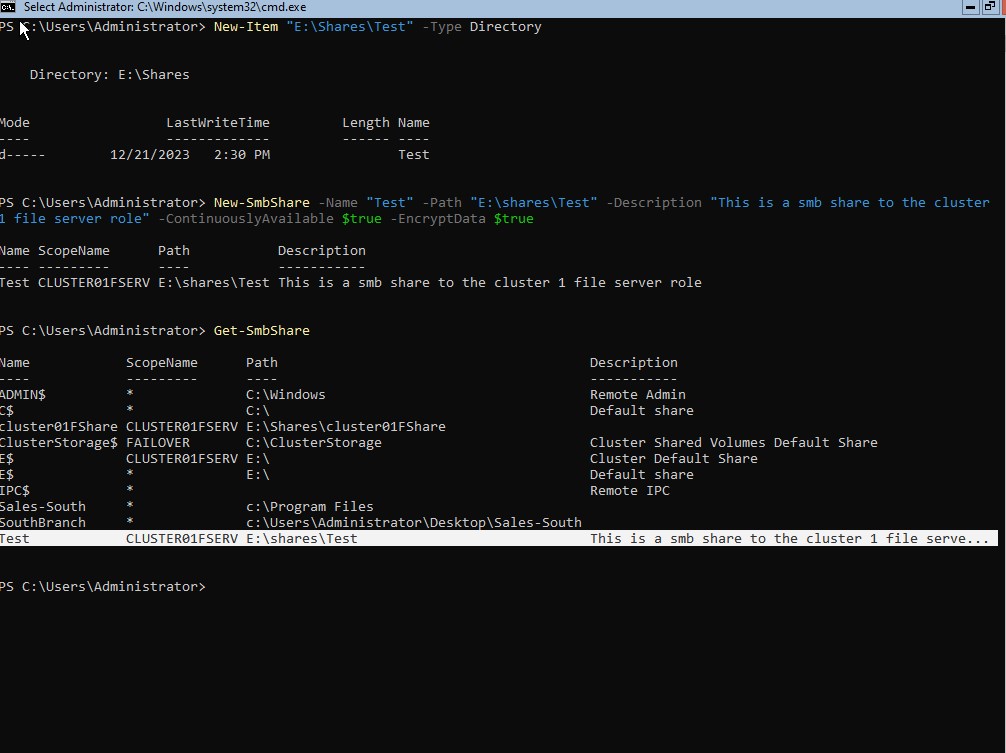 Select Administrator: C:\Windows\system32\cmd.exe
PS C:\Users\Administrator> New-Item "E:\Shares\Test" -Type Directory
Directory: E:\Shares
Mode LastWriteTime Length Name
---- ------------- ------ ----
d----- 12/21/2023 2:30 PM Test
PS C:\Users\Administrator> New-SmbShare -Name "Test" -Path "E:\shares\Test" -Description "This is a smb share to the cluster
1 file server role" -ContinuouslyAvailable $true -EncryptData $true
Name ScopeName Path Description
---- --------- ---- -----------
Test CLUSTER01FSERV E:\shares\Test This is a smb share to the cluster 1 file server role
PS C:\Users\Administrator> Get-SmbShare
Name ScopeName Path Description
---- --------- ---- -----------
ADMIN$ * C:\Windows Remote Admin
C$ * C:\ Default share
cluster01FShare CLUSTER01FSERV E:\Shares\cluster01FShare
ClusterStorage$ FAILOVER C:\ClusterStorage Cluster Shared Volumes Default Share
E$ CLUSTER01FSERV E:\ Cluster Default Share
E$ * E:\ Default share
IPC$ * Remote IPC
Sales-South * c:\Program Files
SouthBranch * c:\Users\Administrator\Desktop\Sales-South
Test CLUSTER01FSERV E:\shares\Test This is a smb share to the cluster 1 file serve...
PS C:\Users\Administrator>